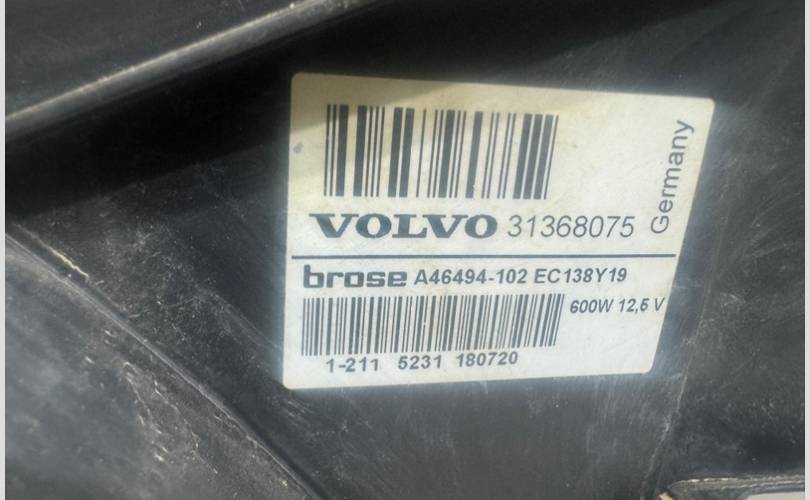 VOLVO 31368075
Germany
brose A46494-102 EC138Y19
600W 12,5 V
1-211 5231 180720